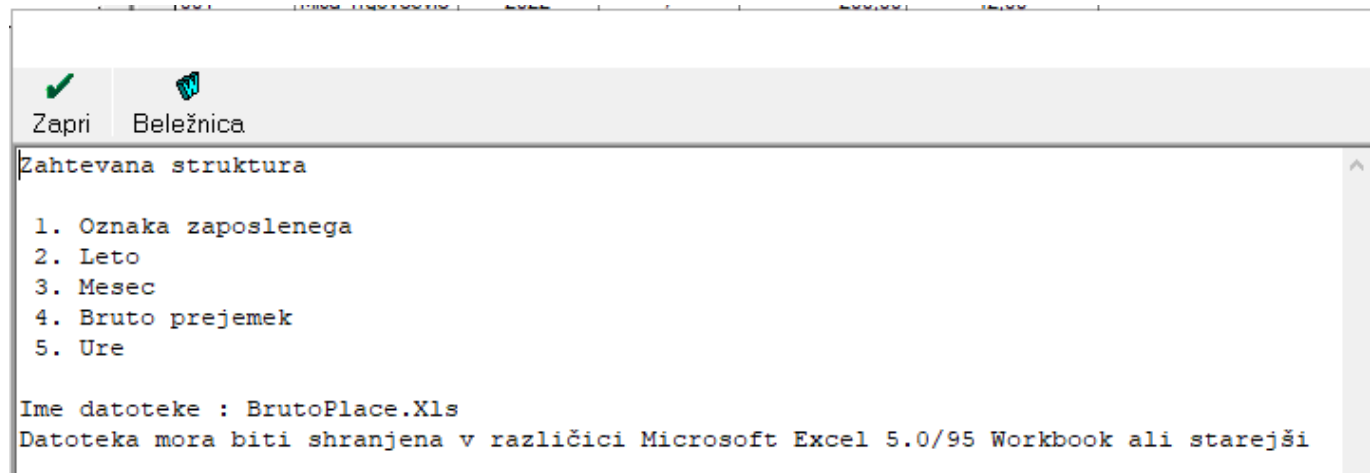 Zapri Beležnica
Zahtevana struktura
1. Oznaka zaposlenega
2. Leto
3. Mesec
4. Bruto prejemek
5. Ure
Ime datoteke : BrutoPlace.Xls
Datoteka mora biti shranjena v različici Microsoft Excel 5.0/95 Workbook ali starejši